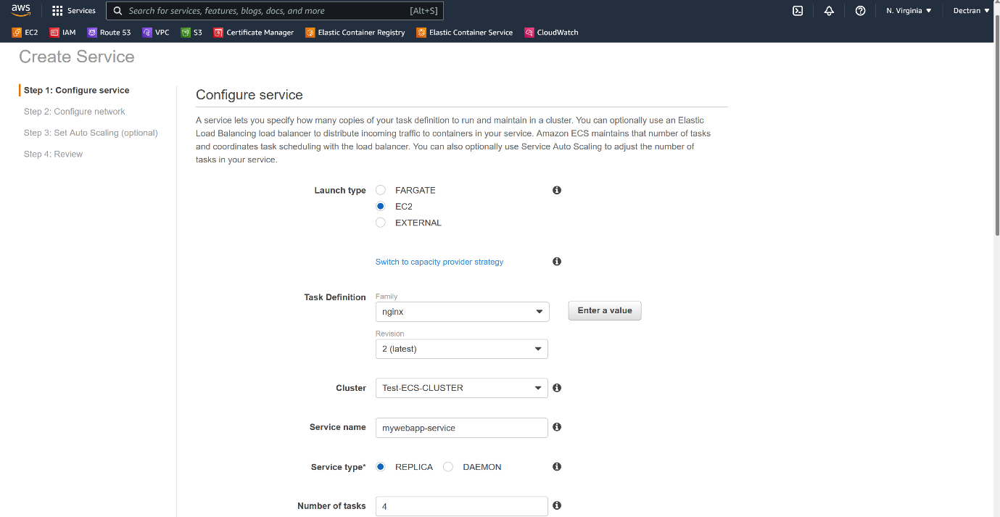 aws
Services
Search for services, features, blogs, docs, and more
[Alt+S]
N. Virginia
Dectran
EC2
IAM
Route 53
VPC
S3
Certificate Manager
Elastic Container Registry
Elastic Container Service
CloudWatch
Create Service
Step 1: Configure service
Step 2: Configure network
Step 3: Set Auto Scaling (optional)
Step 4: Review
Configure service
A service lets you specify how many copies of your task definition to run and maintain in a cluster. You can optionally use an Elastic
Load Balancing load balancer to distribute incoming traffic to containers in your service. Amazon ECS maintains that number of tasks
and coordinates task scheduling with the load balancer. You can also optionally use Service Auto Scaling to adjust the number of
tasks in your service.
Launch type
FARGATE
EC2
EXTERNAL
Switch to capacity provider strategy
Task Definition
Family
nginx
Enter a value
Revision
2 (latest)
Cluster
Test-ECS-CLUSTER
Service name
mywebapp-service
Service type*
REPLICA
DAEMON
Number of tasks
4